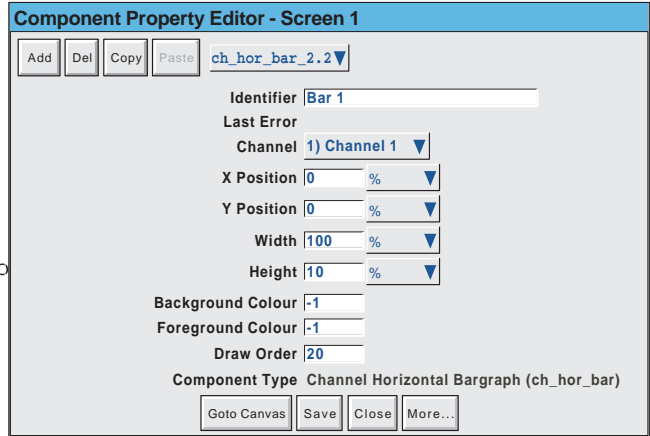 Component Property Editor - Screen 1
Add Del Copy Paste ch_hor_bar_2.2
Identifier Bar 1
Last Error
Channel 1) Channel 1
X Position 0 %
Y Position 0 %
Width 100 %
Height 10 %
Background Colour -1
Foreground Colour -1
Draw Order 20
Component Type Channel Horizontal Bargraph (ch_hor_bar)
Goto Canvas Save Close More...